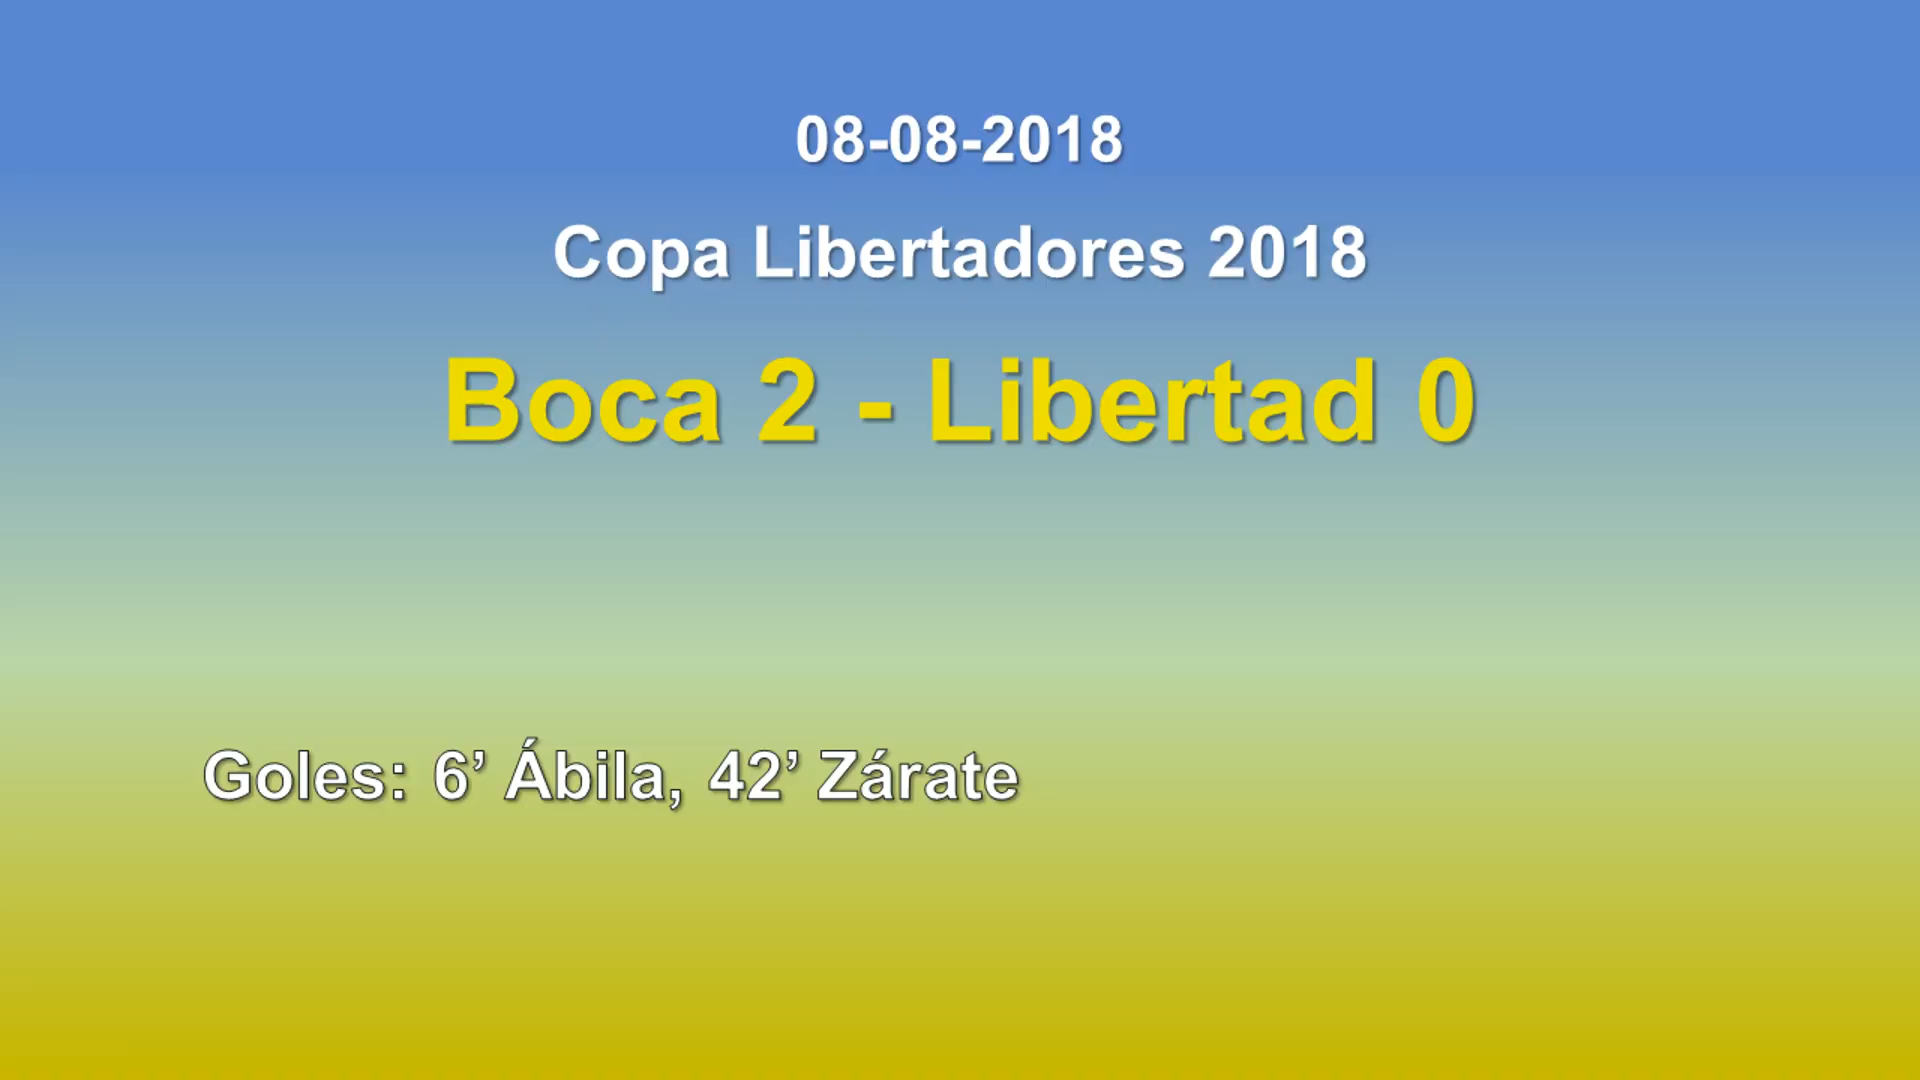 08-08-2018
Copa Libertadores 2018
Boca 2 - Libertad 0
Goles: 6’ Ábila, 42’ Zárate